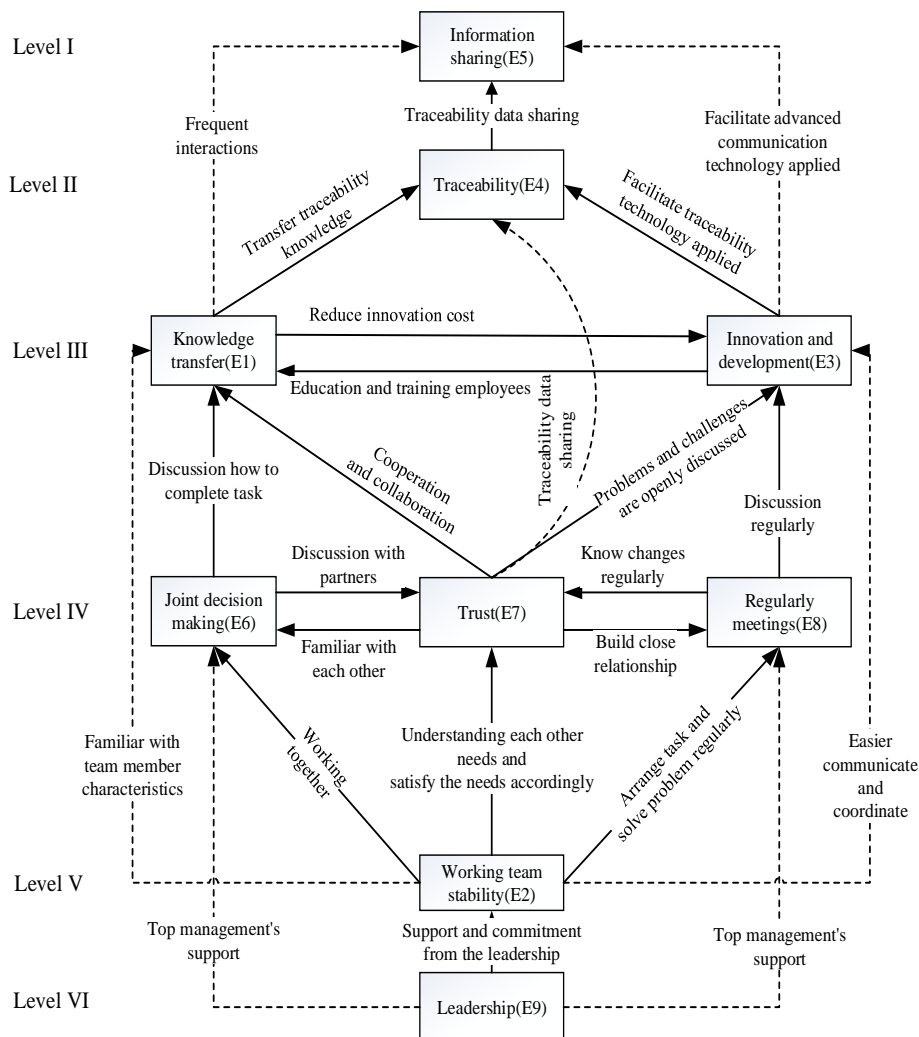 Level I
Information
sharing(E5)
Traceability data sharing
Frequent
interactions
Facilitate advanced
communication
technology applied
Level II
Traceability(E4)
Transfer traceability
knowledge
Facilitate traceability
technology applied
Level III
Knowledge
transfer(E1)
Reduce innovation cost
Innovation and
development(E3)
Education and training employees
Discussion how to
complete task
Cooperation
and collaboration
Traceability data
sharing
Problems and challenges
are openly discussed
Discussion
regularly
Discussion with
partners
Know changes
regularly
Level IV
Joint decision
making(E6)
Trust(E7)
Regularly
meetings(E8)
Familiar with
each other
Build close
relationship
Familiar with
team member
characteristics
Working
together
Understanding each other
needs and
satisfy the needs accordingly
Arrange task and
solve problem regularly
Easier
communicate
and
coordinate
Level V
Working team
stability(E2)
Top management's
support
Support and commitment
from the leadership
Top management's
support
Level VI
Leadership(E9)